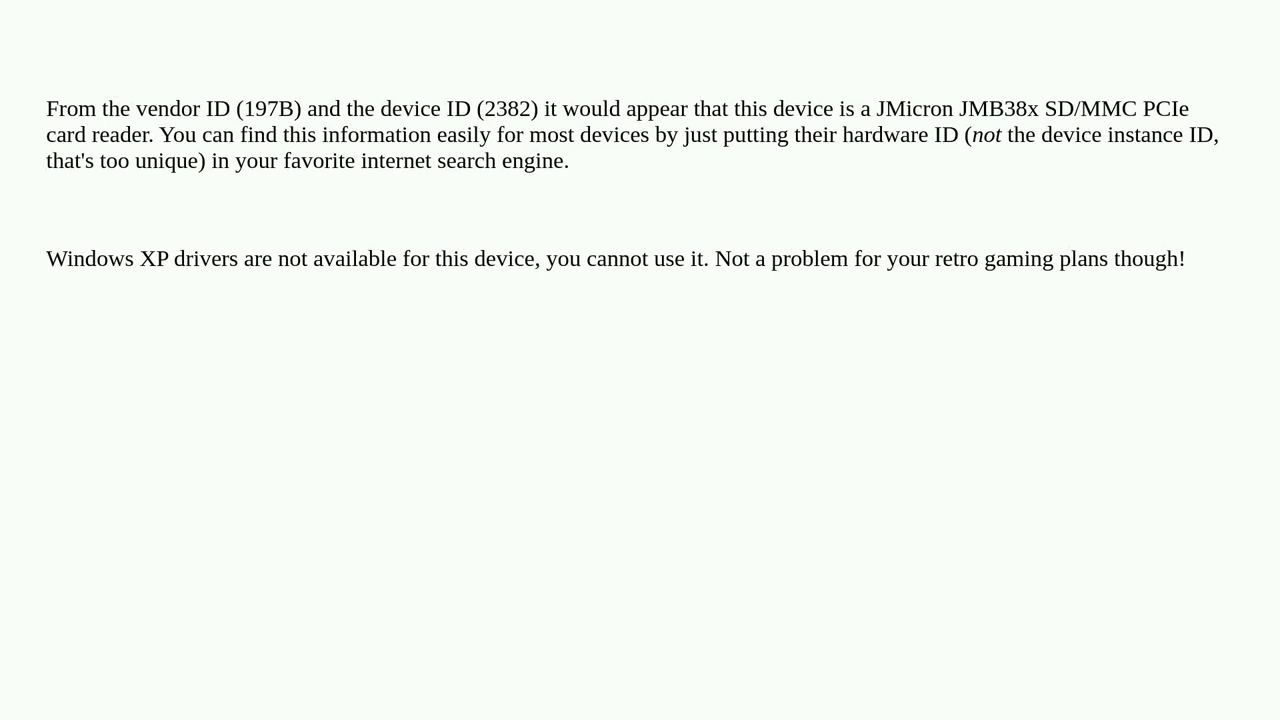 From the vendor ID (197B) and the device ID (2382) it would appear that this device is a JMicron JMB38x SD/MMC PCIe
card reader. You can find this information easily for most devices by just putting their hardware ID (not the device instance ID,
that's too unique) in your favorite internet search engine.
Windows XP drivers are not available for this device, you cannot use it. Not a problem for your retro gaming plans though!